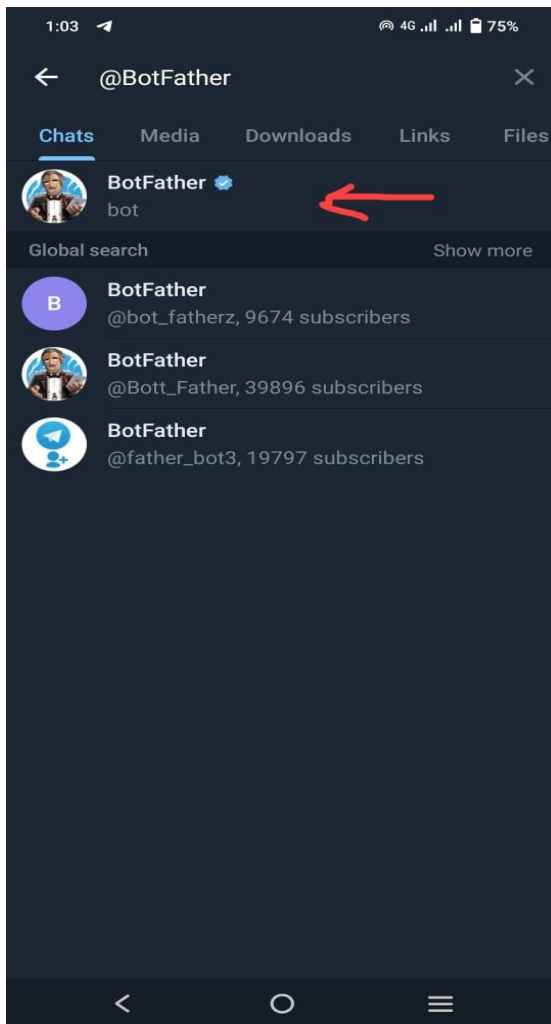 1:03 4G 75%
@BotFather
Chats Media Downloads Links Files
BotFather
bot
Global search Show more
B
BotFather
@bot_fatherz, 9674 subscribers
BotFather
@Bott_Father, 39896 subscribers
BotFather
@father_bot3, 19797 subscribers